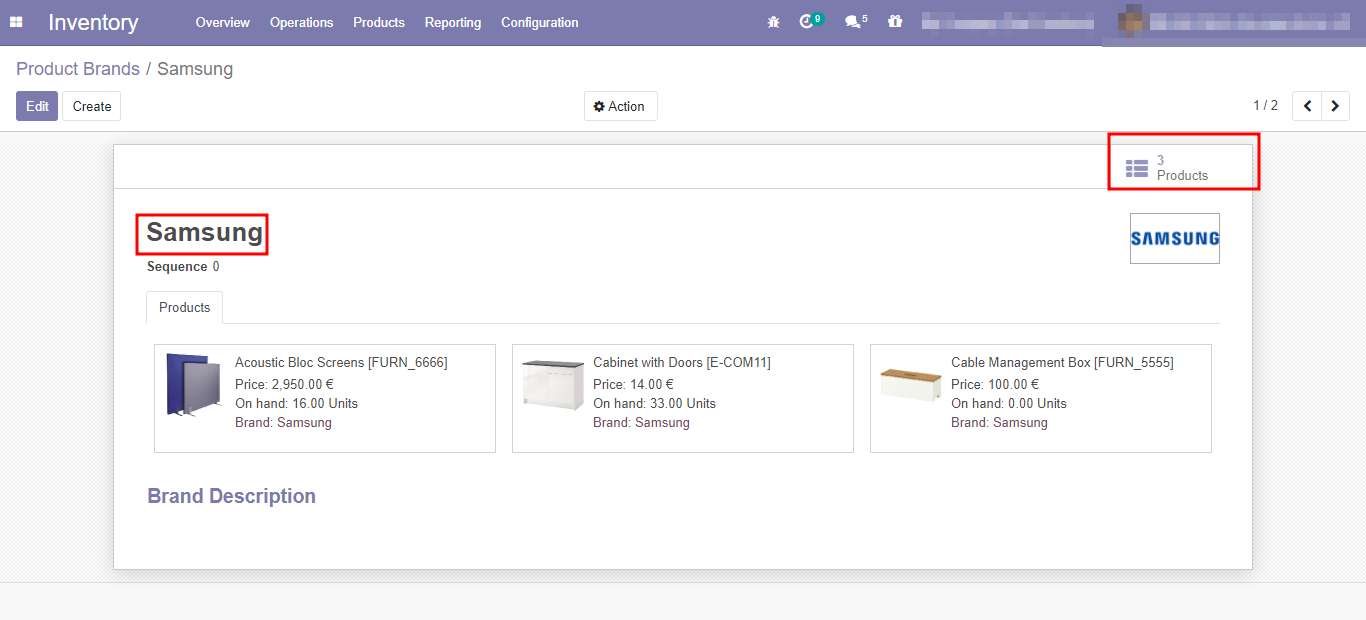 Inventory Overview Operations Products Reporting Configuration 9 5
Product Brands / Samsung
Edit Create Action 1 / 2
3
Products
Samsung
SAMSUNG
Sequence 0
Products
Acoustic Bloc Screens [FURN_6666]
Price: 2,950.00 €
On hand: 16.00 Units
Brand: Samsung
Cabinet with Doors [E-COM11]
Price: 14.00 €
On hand: 33.00 Units
Brand: Samsung
Cable Management Box [FURN_5555]
Price: 100.00 €
On hand: 0.00 Units
Brand: Samsung
Brand Description